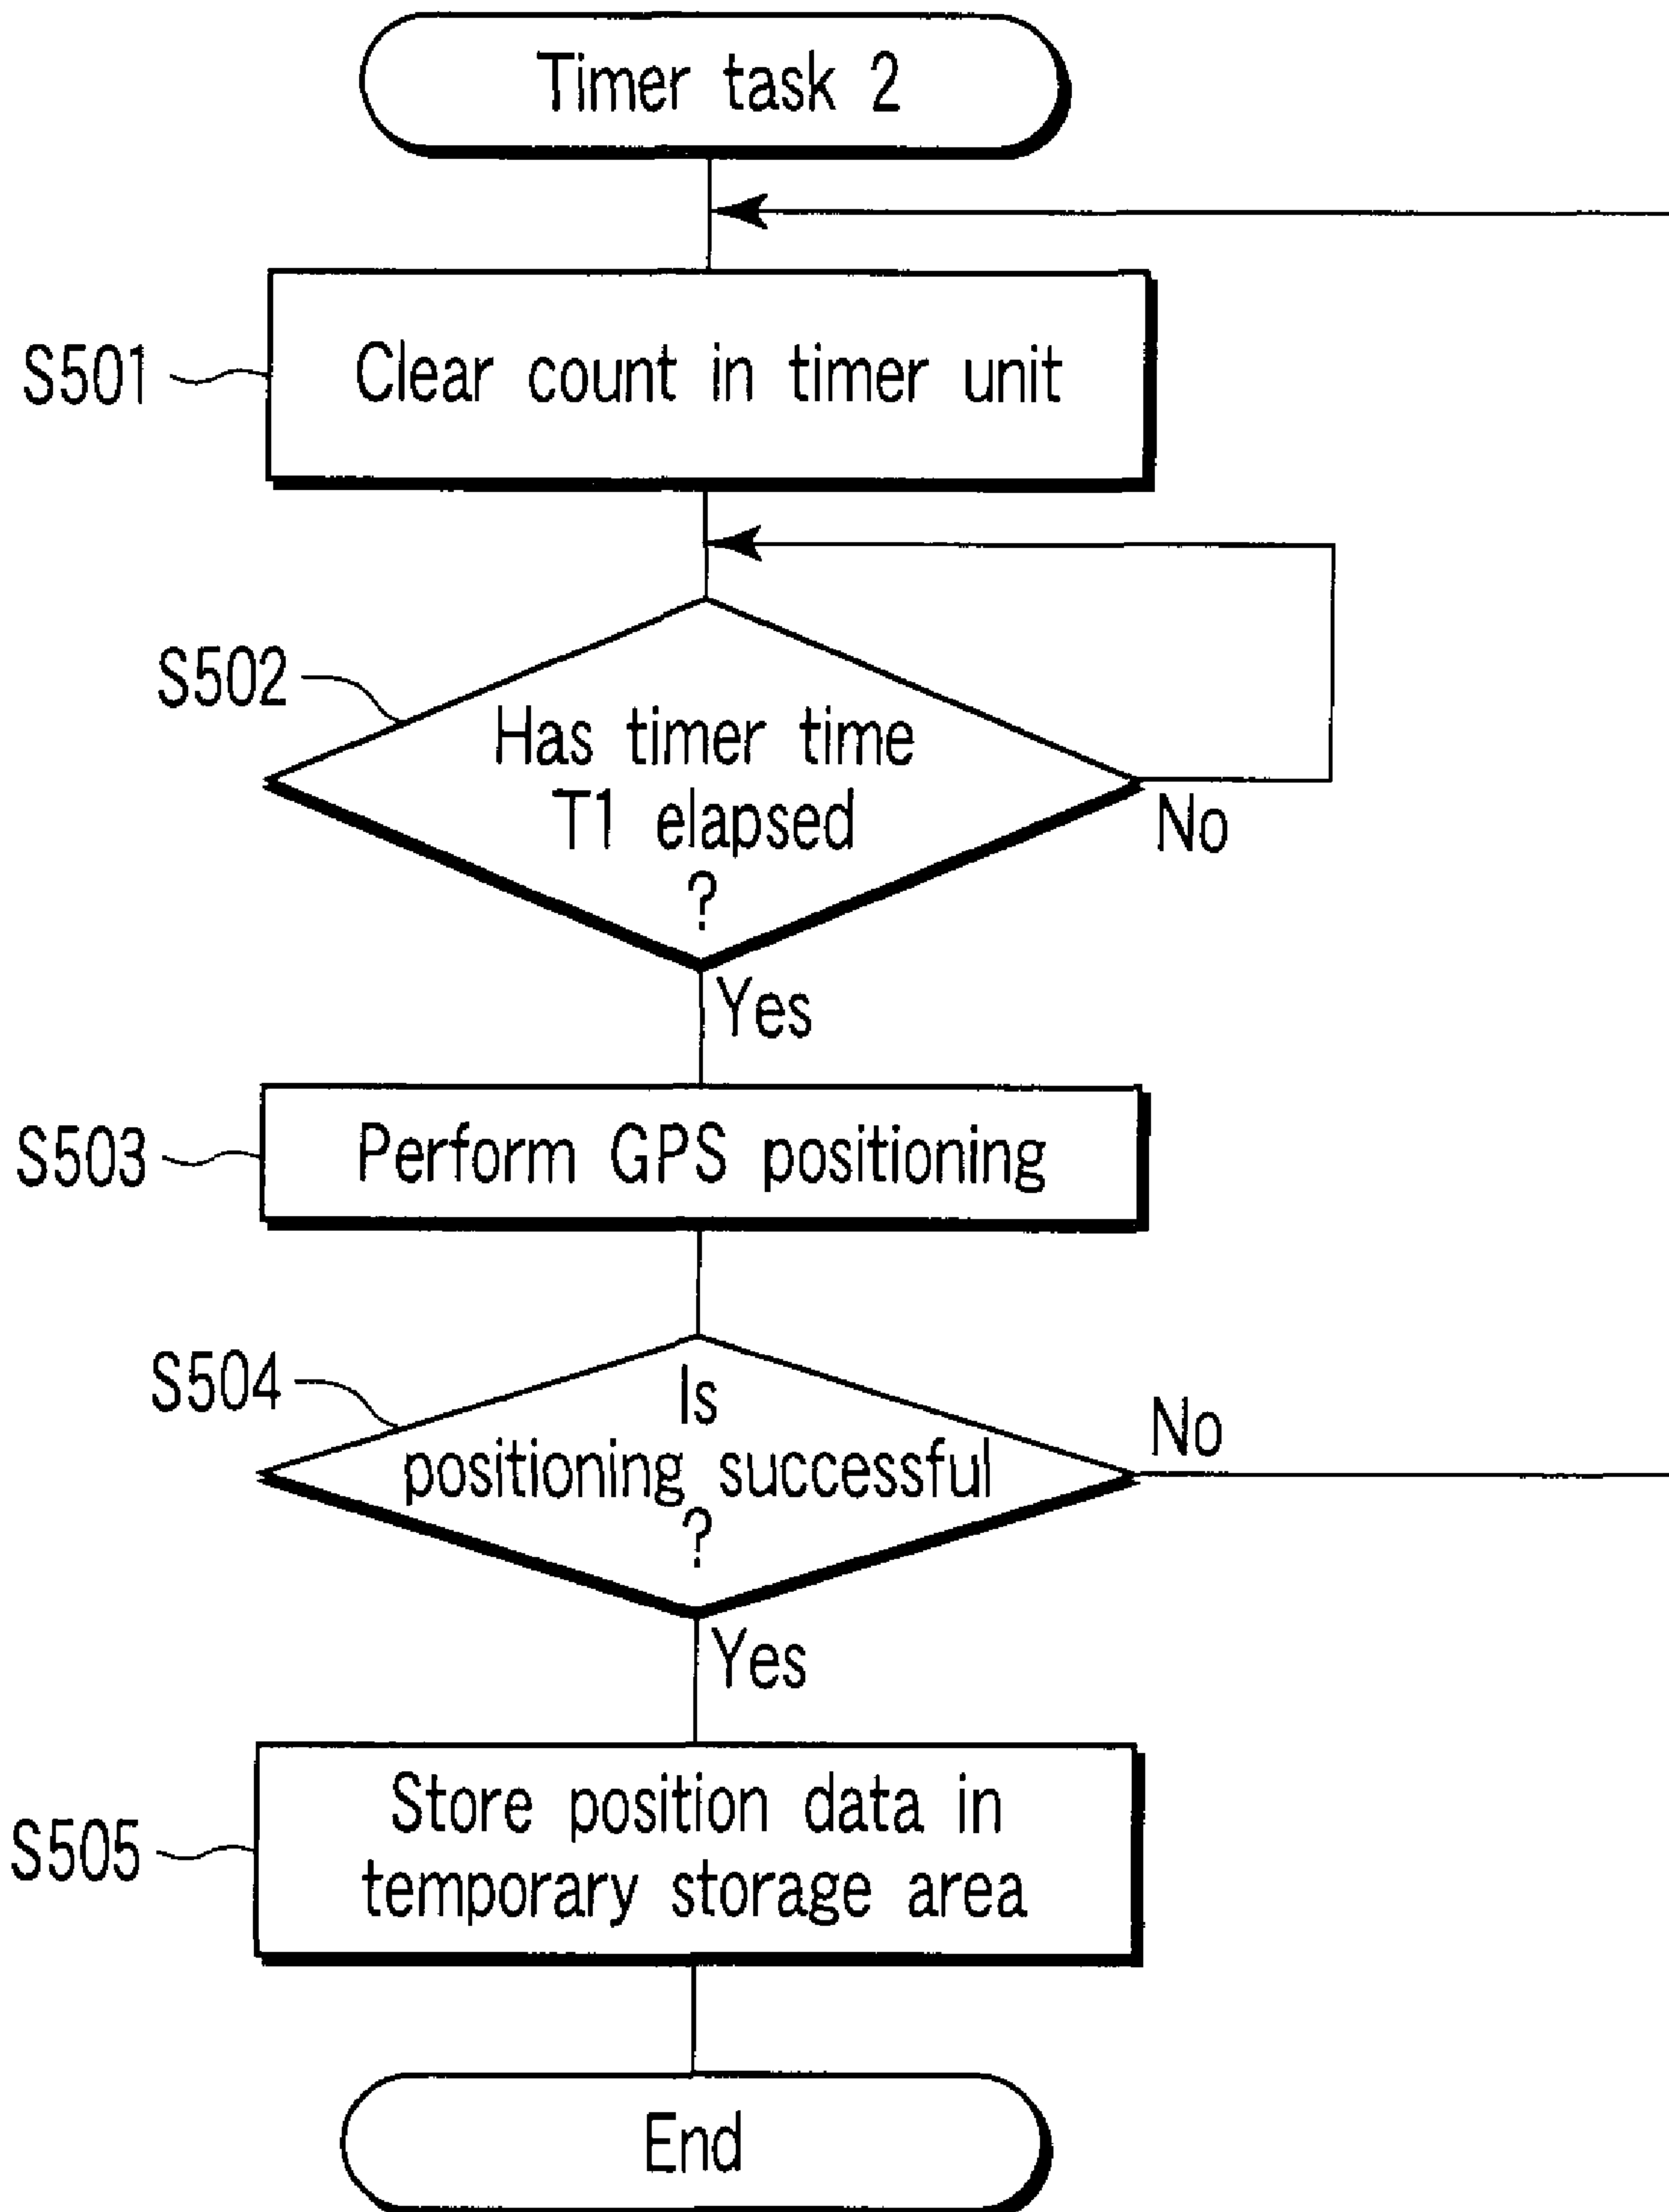 Timer task 2
S501
Clear count in timer unit
S502
Has timer time
T1 elapsed
?
No
Yes
S503
Perform GPS positioning
S504
Is
positioning successful
?
No
Yes
S505
Store position data in
temporary storage area
End